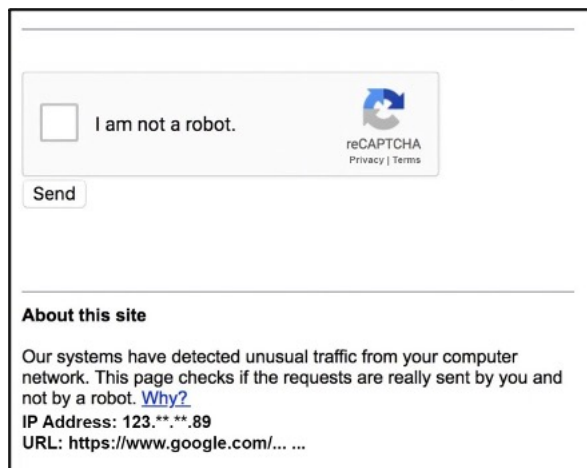 I am not a robot.
reCAPTCHA
Privacy | Terms
Send
About this site
Our systems have detected unusual traffic from your computer
network. This page checks if the requests are really sent by you and
not by a robot. Why?
IP Address: 123.**.**.89
URL: https://www.google.com/... ...